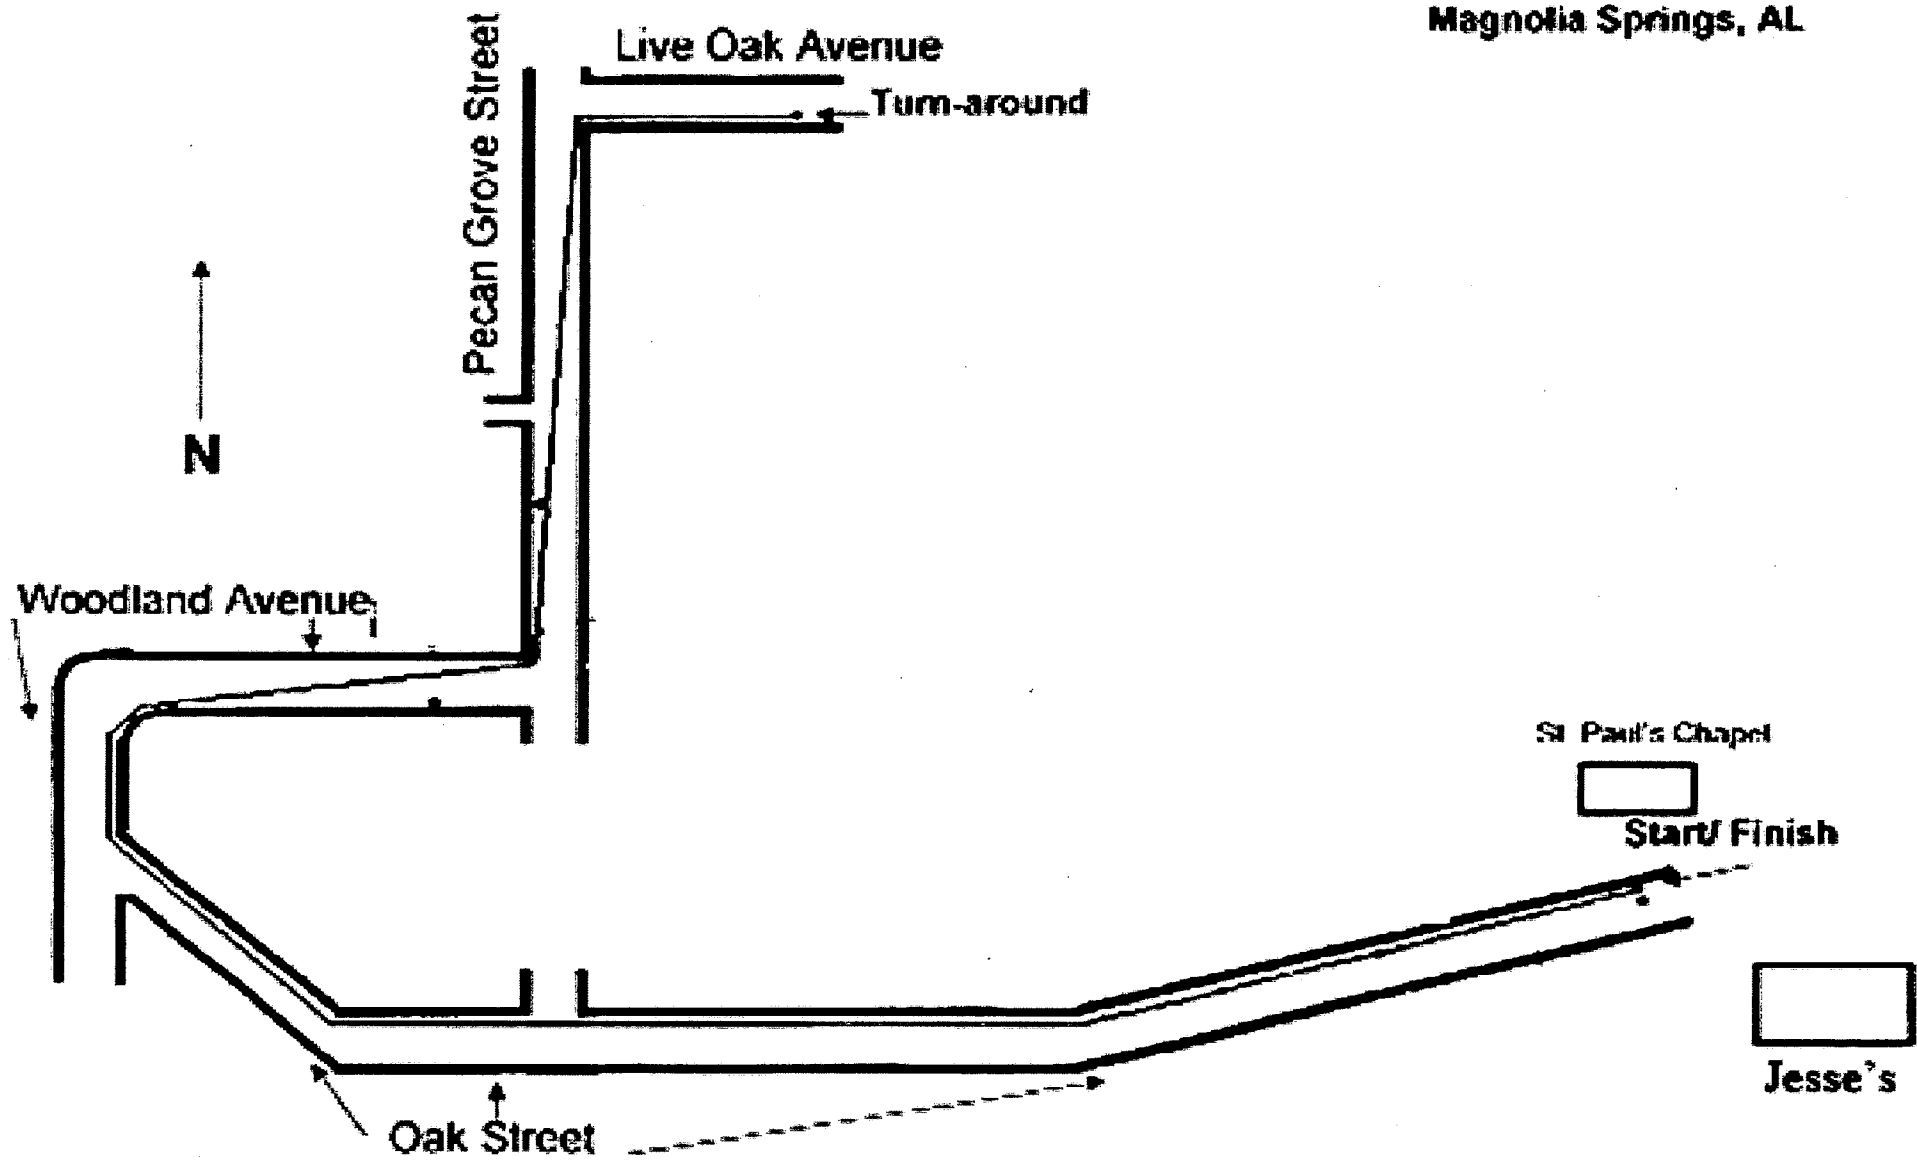 Magnolia Springs, AL
Live Oak Avenue
Turn-around
Pecan Grove Street
N
Woodland Avenue
St. Paul's Chapel
Start/ Finish
Jesse's
Oak Street